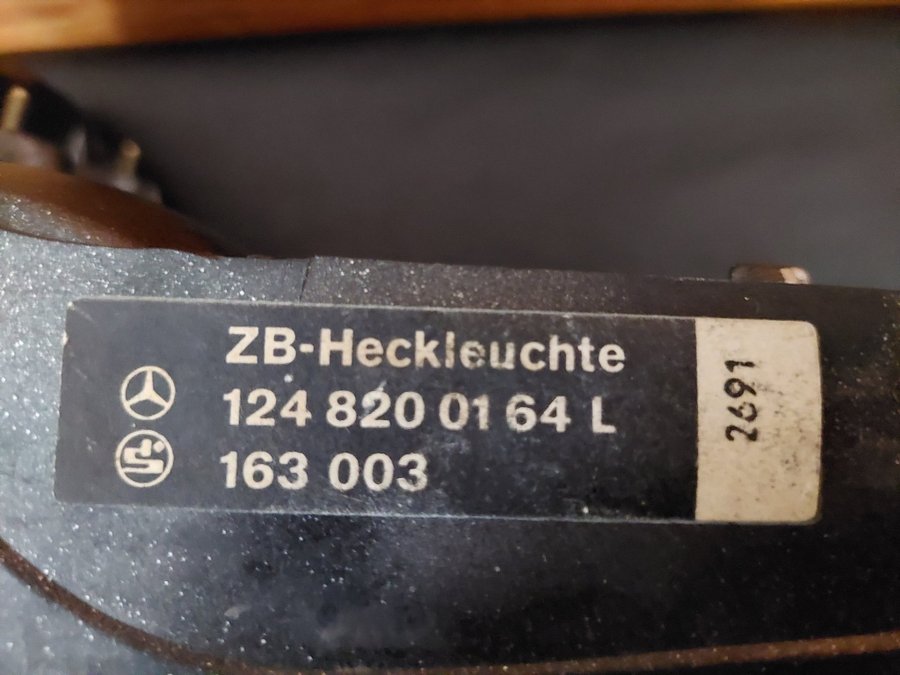 ZB-Heckleuchte
124 820 01 64 L
163 003
2691